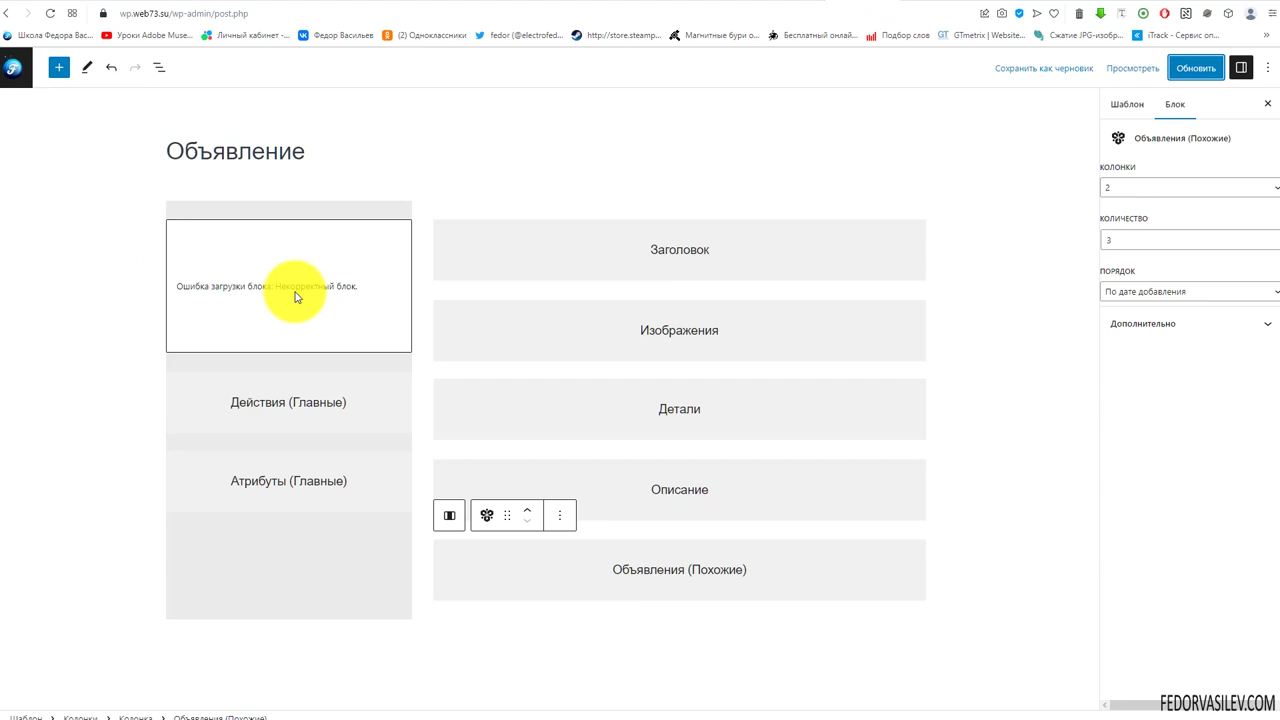 wp.web73.su/wp-admin/post.php
Школа Федора Вас...
Уроки Adobe Muse...
Личный кабинет -...
Федор Васильев
(2) Одноклассники
fedor (@electrofed...
http://store.steamp...
Магнитные бури о...
Бесплатный онлай...
Подбор слов
GTmetrix | Website...
Сжатие JPG-изобр...
iTrack - Сервис оп...
Сохранить как черновик
Просмотреть
Обновить
Объявление
Ошибка загрузки блока: Некорректный блок.
Действия (Главные)
Атрибуты (Главные)
Заголовок
Изображения
Детали
Описание
Объявления (Похожие)
Шаблон
Блок
Объявления (Похожие)
КОЛОНКИ
2
КОЛИЧЕСТВО
3
ПОРЯДОК
По дате добавления
Дополнительно
FEDORVASILEV.COM
Шаблон > Колонки > Колонка > Объявления (Похожие)